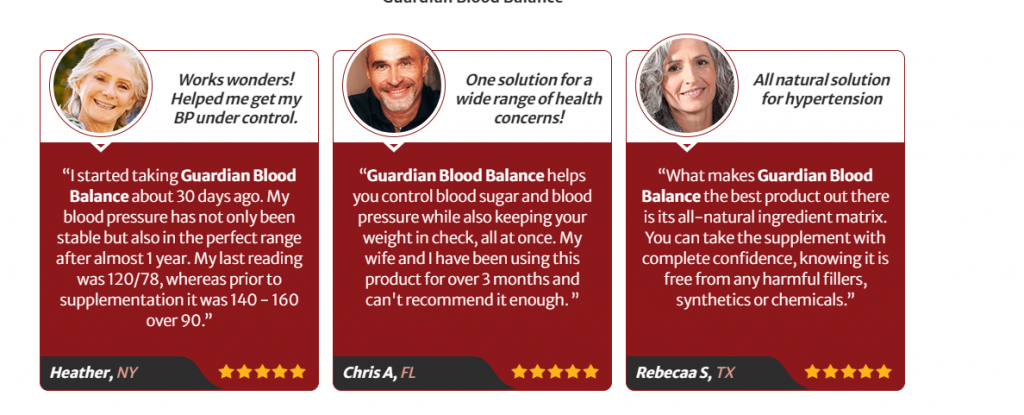 Guardian Blood Balance
Works wonders!
Helped me get my
BP under control.
“I started taking Guardian Blood
Balance about 30 days ago. My
blood pressure has not only been
stable but also in the perfect range
after almost 1 year. My last reading
was 120/78, whereas prior to
supplementation it was 140 - 160
over 90.”
Heather, NY
One solution for a
wide range of health
concerns!
“Guardian Blood Balance helps
you control blood sugar and blood
pressure while also keeping your
weight in check, all at once. My
wife and I have been using this
product for over 3 months and
can't recommend it enough. ”
Chris A, FL
All natural solution
for hypertension
“What makes Guardian Blood
Balance the best product out there
is its all-natural ingredient matrix.
You can take the supplement with
complete confidence, knowing it is
free from any harmful fillers,
synthetics or chemicals.”
Rebecaa S, TX